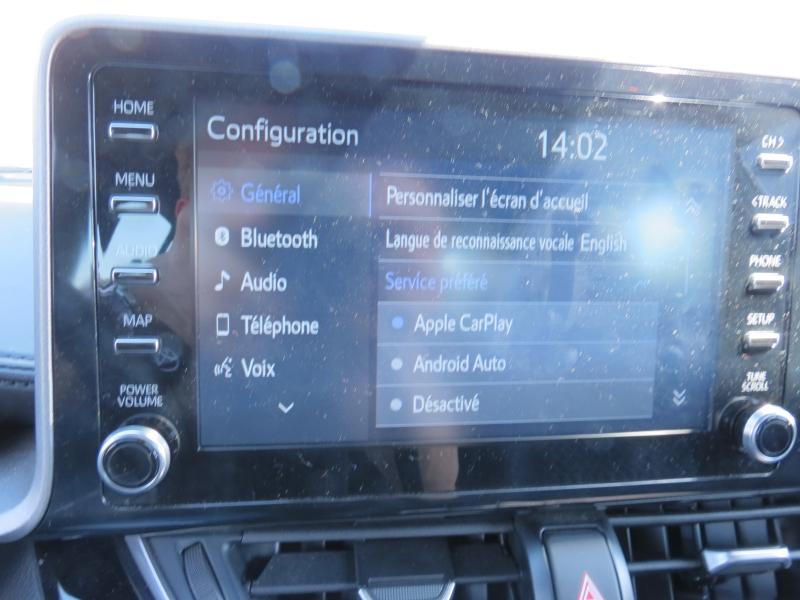 HOME
MENU
AUDIO
MAP
POWER
VOLUME
Configuration
14:02
Général
Bluetooth
Audio
Téléphone
Voix
Personnaliser l'écran d'accueil
Langue de reconnaissance vocale English
Service préféré
Apple CarPlay
Android Auto
Désactivé
CH >
< TRACK
PHONE
SETUP
TUNE
SCROLL